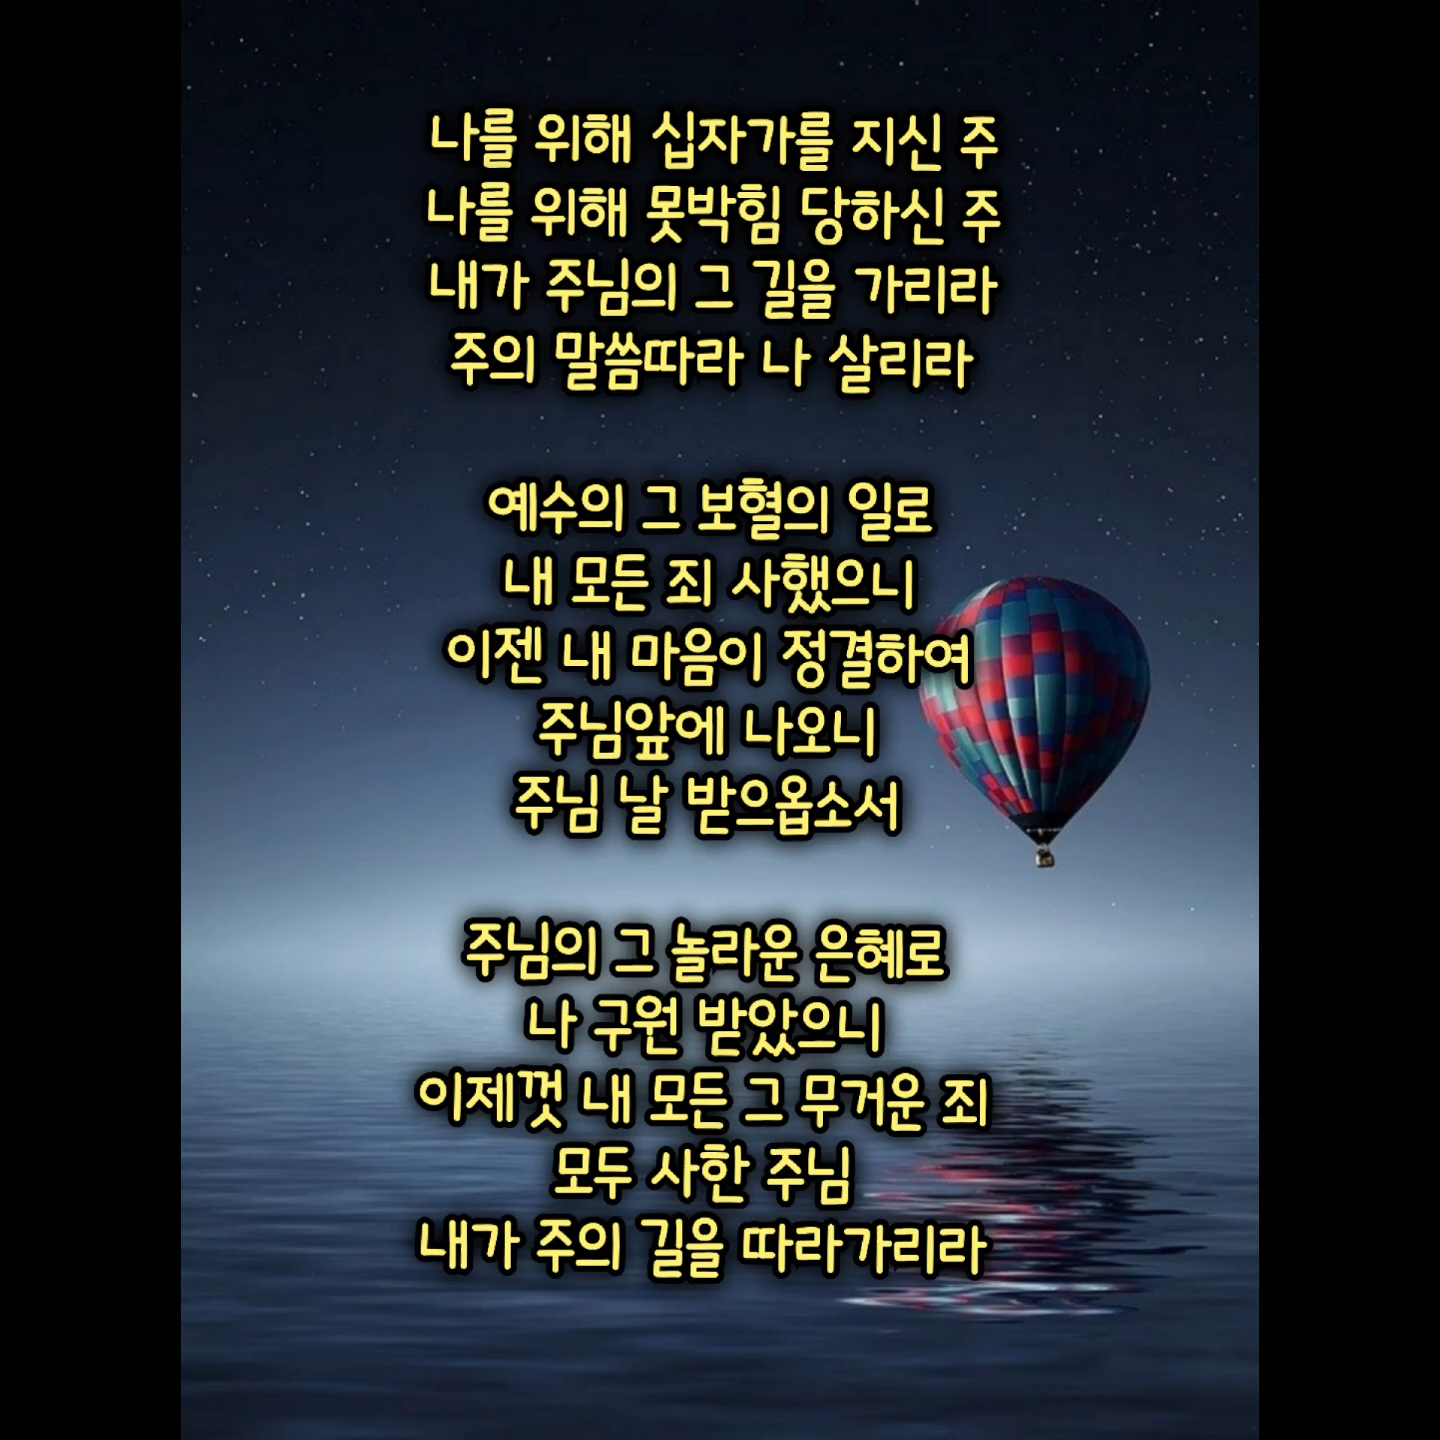 나를 위해 십자가를 지신 주
나를 위해 못박힘 당하신 주
내가 주님의 그 길을 가리라
주의 말씀따라 나 살리라
예수의 그 보혈의 일로
내 모든 죄 사했으니
이젠 내 마음이 정결하여
주님앞에 나오니
주님 날 받으옵소서
주님의 그 놀라운 은혜로
나 구원 받았으니
이제껏 내 모든 그 무거운 죄
모두 사한 주님
내가 주의 길을 따라가리라